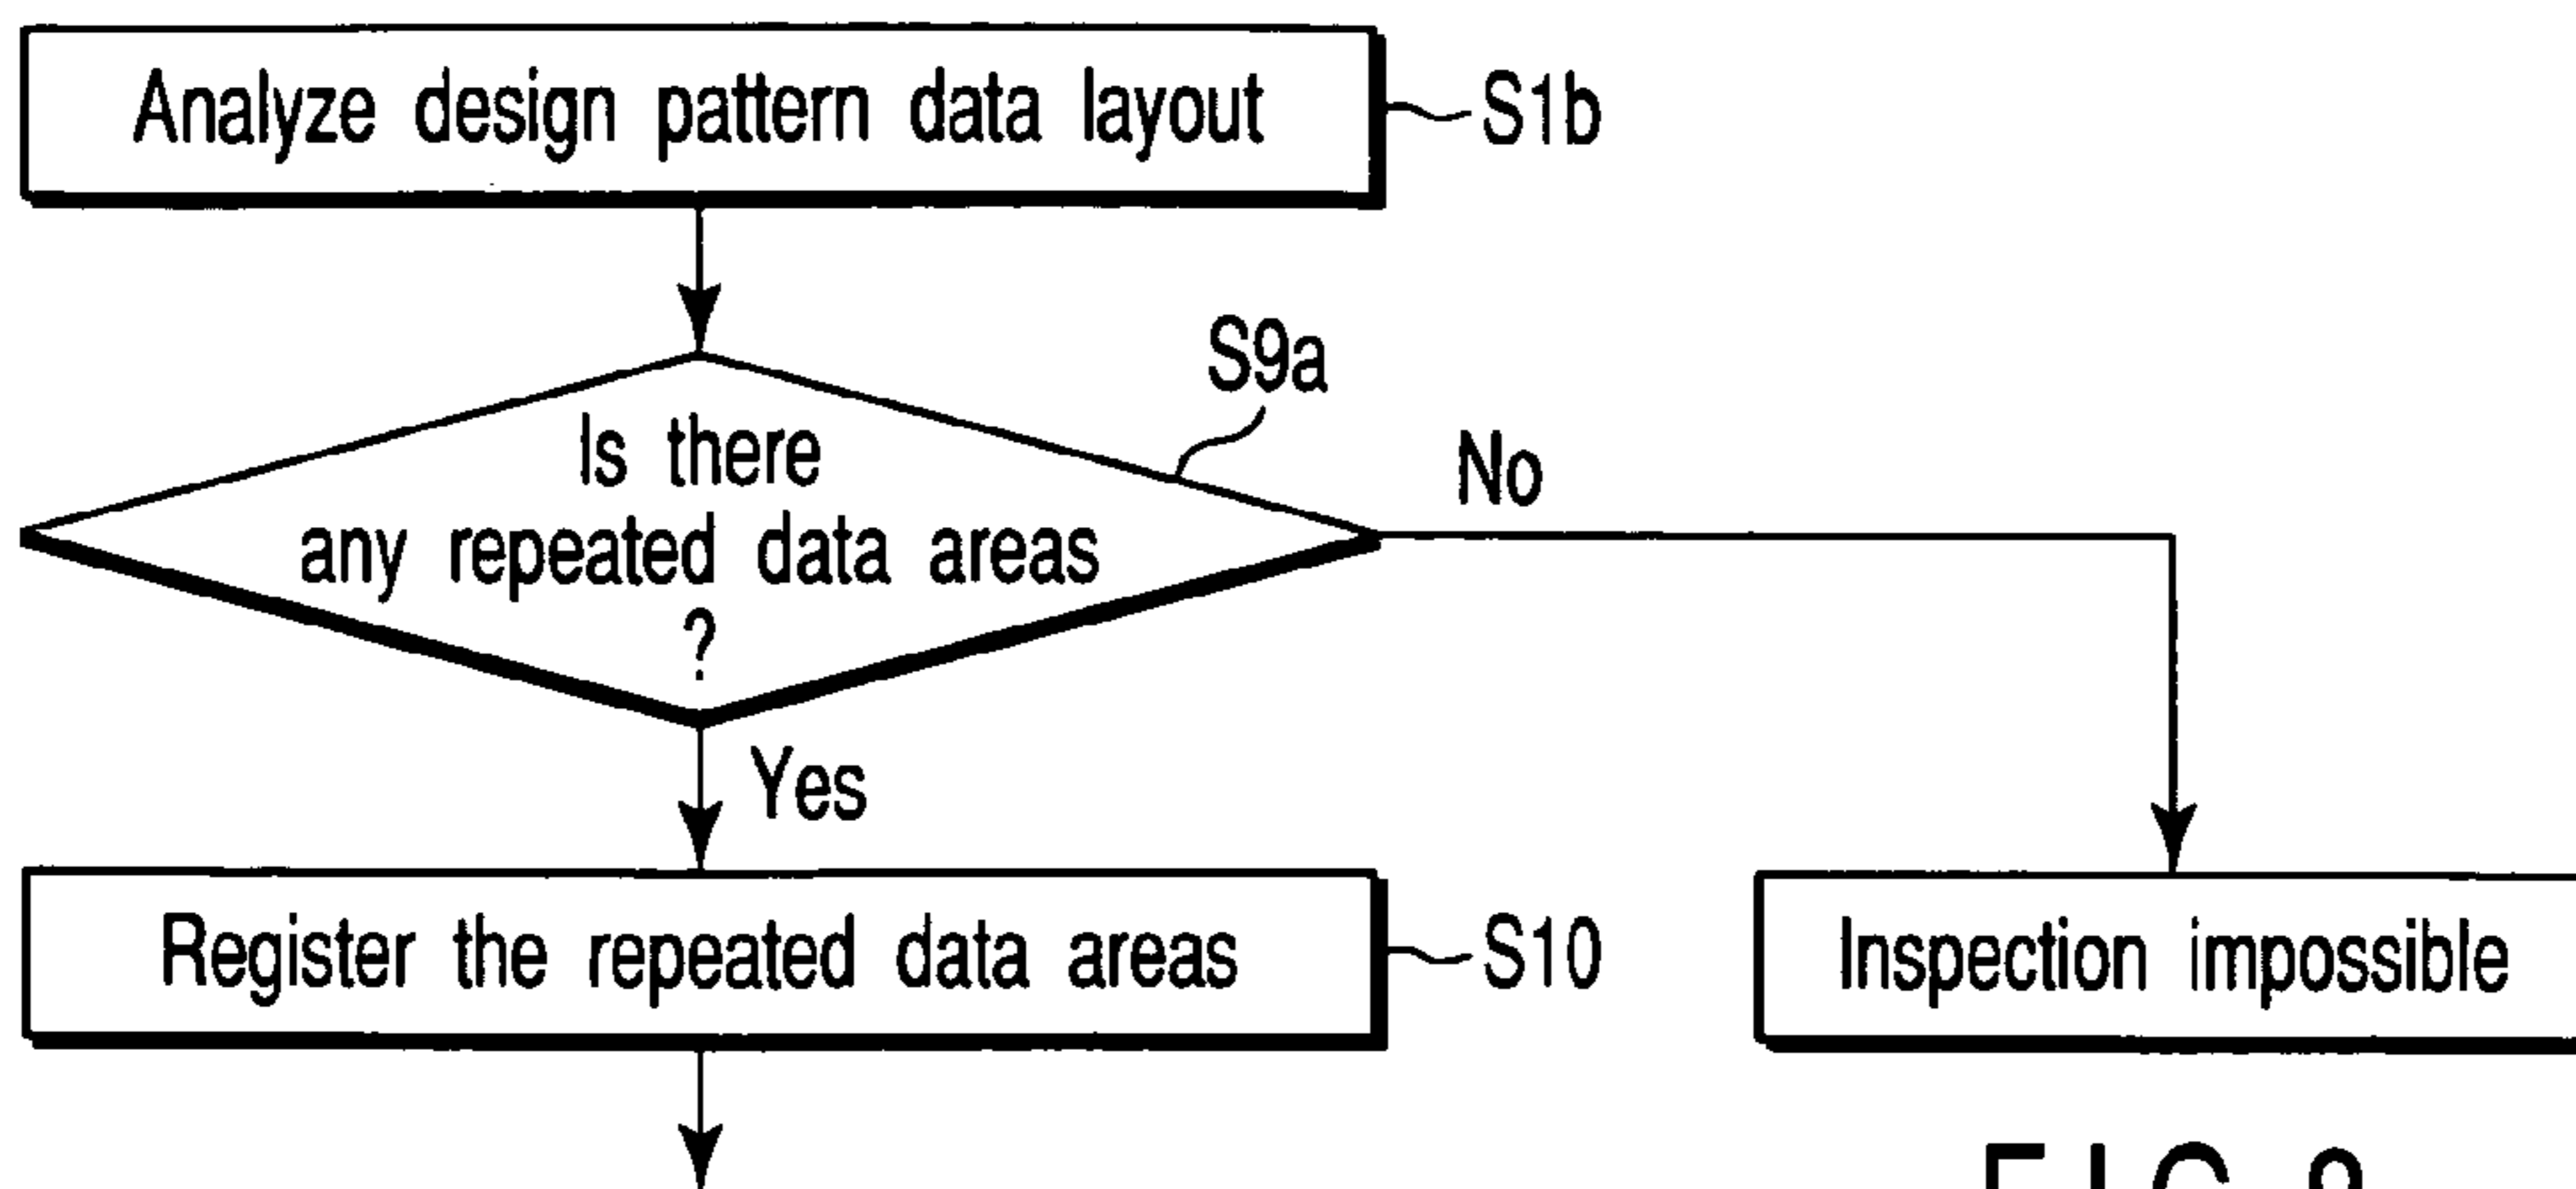 Analyze design pattern data layout
S1b
S9a
Is there
any repeated data areas
?
No
Yes
Register the repeated data areas
S10
Inspection impossible